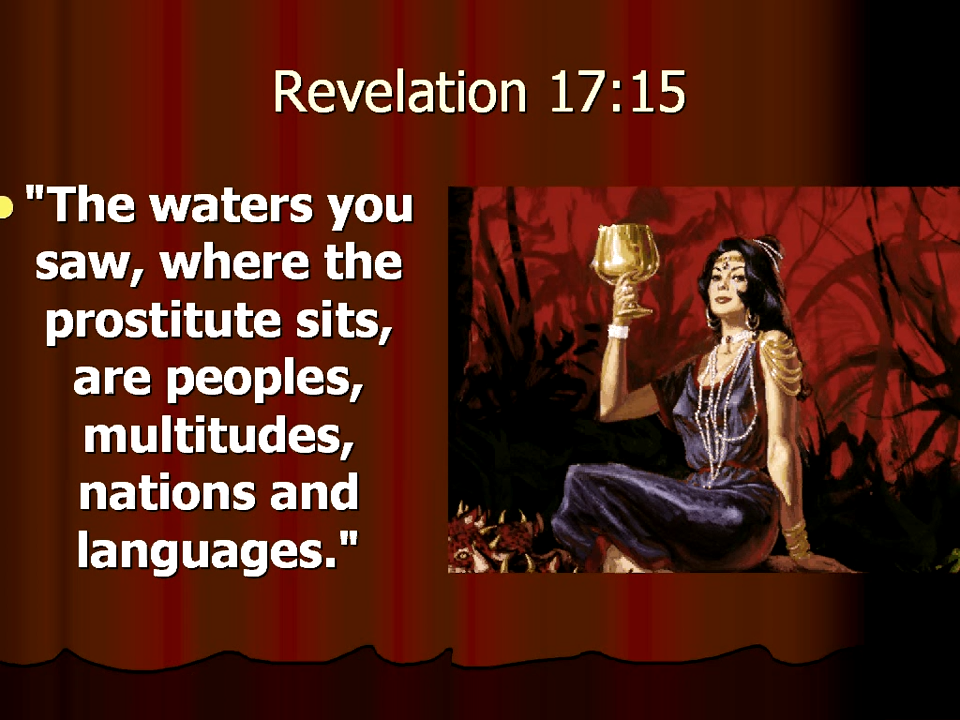 Revelation 17:15
"The waters you
saw, where the
prostitute sits,
are peoples,
multitudes,
nations and
languages."